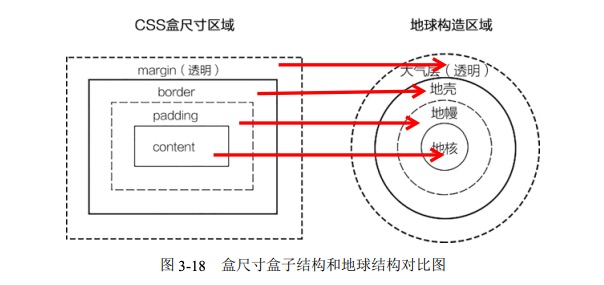 CSS盒尺寸区域
地球构造区域
margin（透明）
大气层（透明）
border
地壳
padding
地幔
content
地核
图 3-18 盒尺寸盒子结构和地球结构对比图